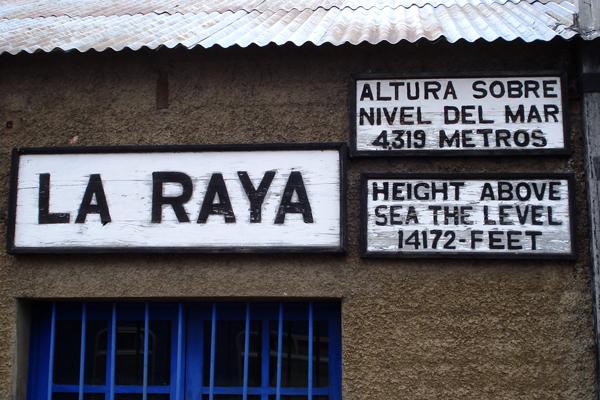 LA RAYA
ALTURA SOBRE
NIVEL DEL MAR
4319 METROS
HEIGHT ABOVE
SEA THE LEVEL
14172-FEET